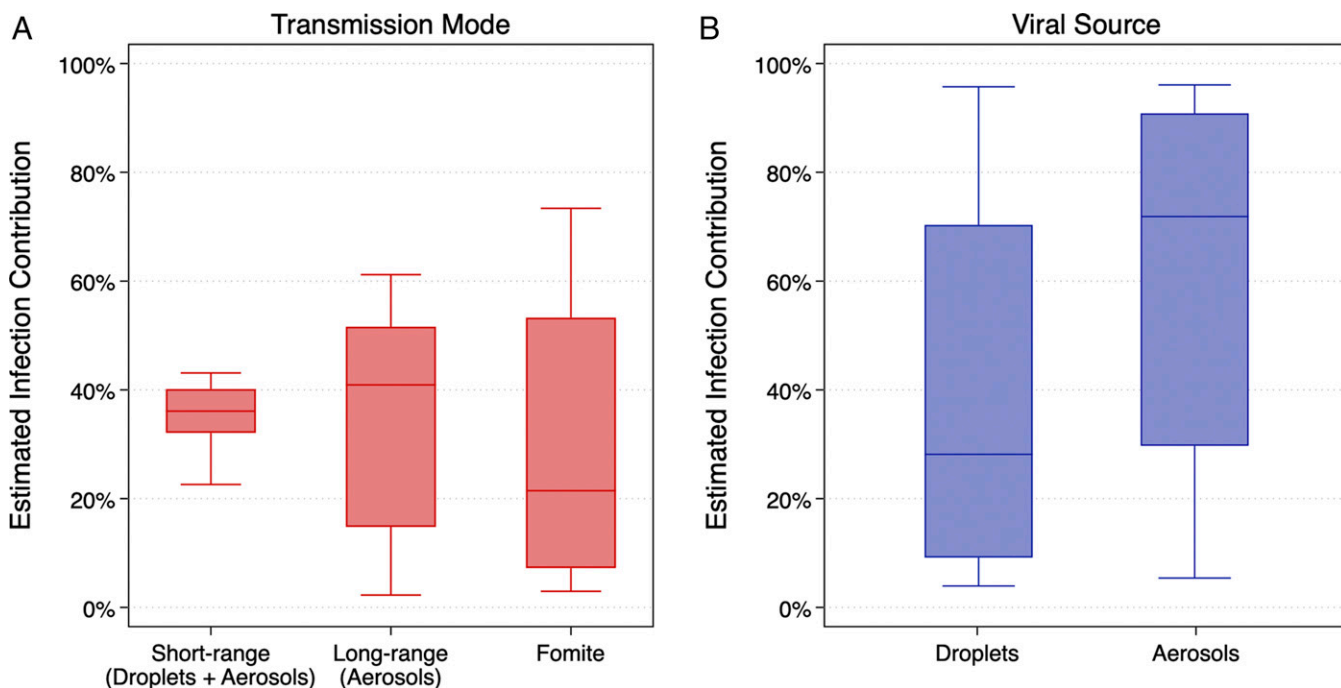 A
Transmission Mode
Estimated Infection Contribution
100%
80%
60%
40%
20%
0%
Short-range
(Droplets + Aerosols)
Long-range
(Aerosols)
Fomite
B
Viral Source
Estimated Infection Contribution
100%
80%
60%
40%
20%
0%
Droplets
Aerosols